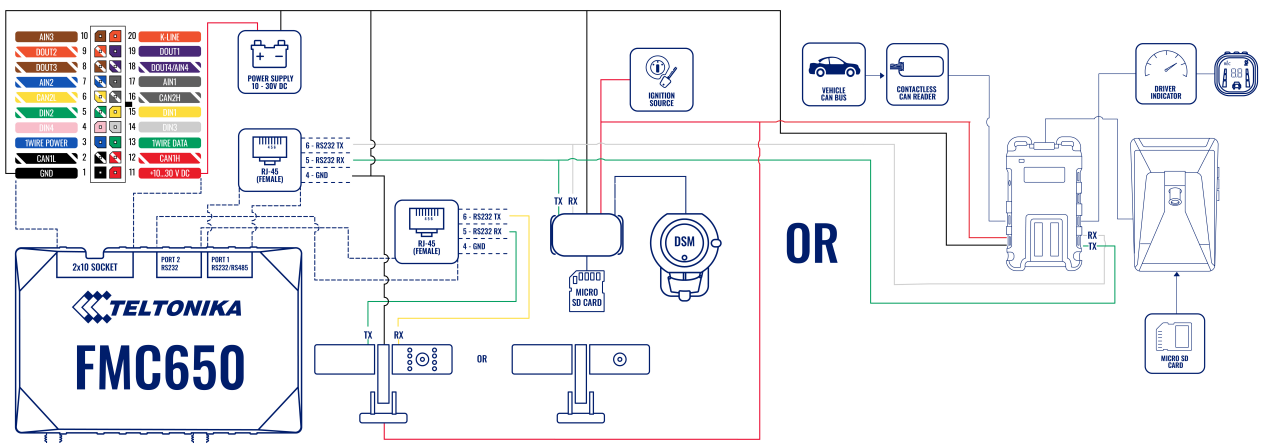 AIN3 10 20 K-LINE
DOUT2 9 19 DOUT1
DOUT3 8 18 DOUT4/AIN4
AIN2 7 17 AIN1
CAN2L 6 16 CAN2H
DIN2 5 15 DIN1
DIN4 4 14 DIN3
1WIRE POWER 3 13 1WIRE DATA
CAN1L 2 12 CAN1H
GND 1 11 +10...30 V DC
POWER SUPPLY
10 - 30V DC
RJ-45
(FEMALE)
6 - RS232 TX
5 - RS232 RX
4 - GND
RJ-45
(FEMALE)
6 - RS232 TX
5 - RS232 RX
4 - GND
2x10 SOCKET
PORT 2
RS232
PORT 1
RS232/RS485
TELTONIKA
FMC650
TX RX
OR
IGNITION
SOURCE
TX RX
DSM
MICRO
SD CARD
OR
VEHICLE
CAN BUS
CONTACTLESS
CAN READER
DRIVER
INDICATOR
RX
TX
MICRO SD
CARD